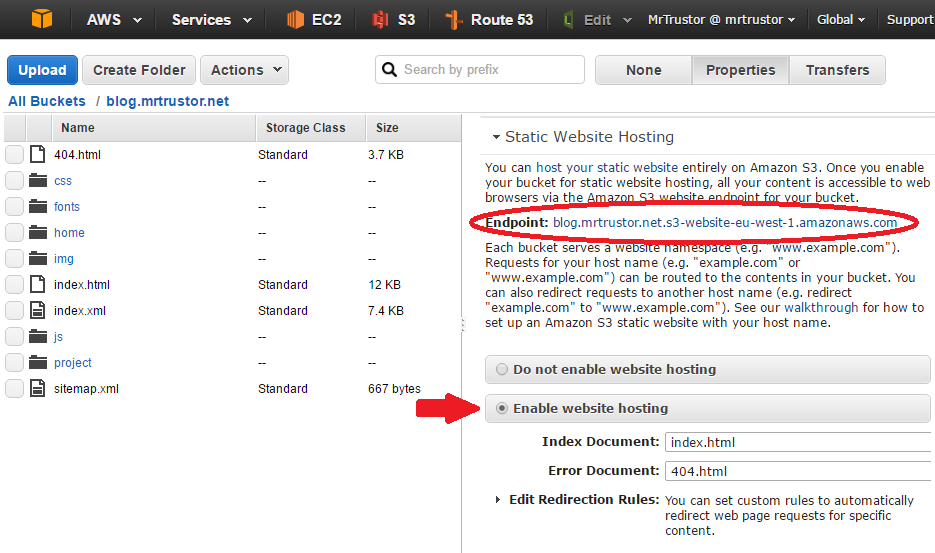 AWS Services EC2 S3 Route 53 Edit MrTrustor @ mrtrustor Global Support
Upload Create Folder Actions Search by prefix None Properties Transfers
All Buckets / blog.mrtrustor.net
Name Storage Class Size
404.html Standard 3.7 KB
css -- --
fonts -- --
home -- --
img -- --
index.html Standard 12 KB
index.xml Standard 7.4 KB
js -- --
project -- --
sitemap.xml Standard 667 bytes
Static Website Hosting
You can host your static website entirely on Amazon S3. Once you enable
your bucket for static website hosting, all your content is accessible to web
browsers via the Amazon S3 website endpoint for your bucket.
Endpoint: blog.mrtrustor.net.s3-website-eu-west-1.amazonaws.com
Each bucket serves a website namespace (e.g. "www.example.com").
Requests for your host name (e.g. "example.com" or
"www.example.com") can be routed to the contents in your bucket. You
can also redirect requests to another host name (e.g. redirect
"example.com" to "www.example.com"). See our walkthrough for how to
set up an Amazon S3 static website with your host name.
Do not enable website hosting
Enable website hosting
Index Document: index.html
Error Document: 404.html
Edit Redirection Rules: You can set custom rules to automatically
redirect web page requests for specific
content.